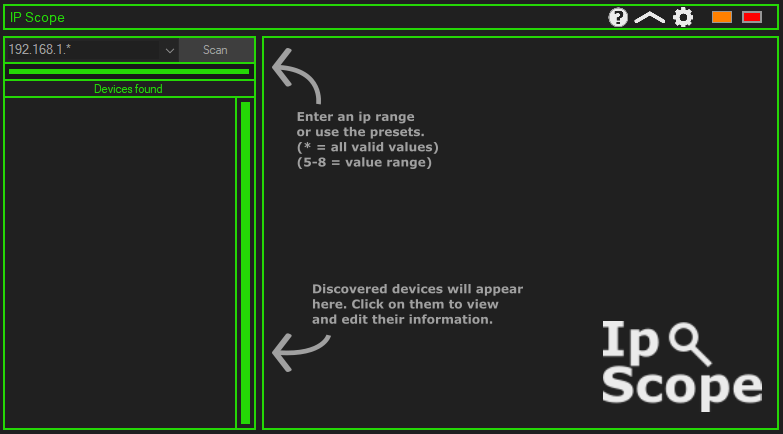 IP Scope
192.168.1.*
Scan
Devices found
Enter an ip range
or use the presets.
(* = all valid values)
(5-8 = value range)
Discovered devices will appear
here. Click on them to view
and edit their information.
Ip
Scope